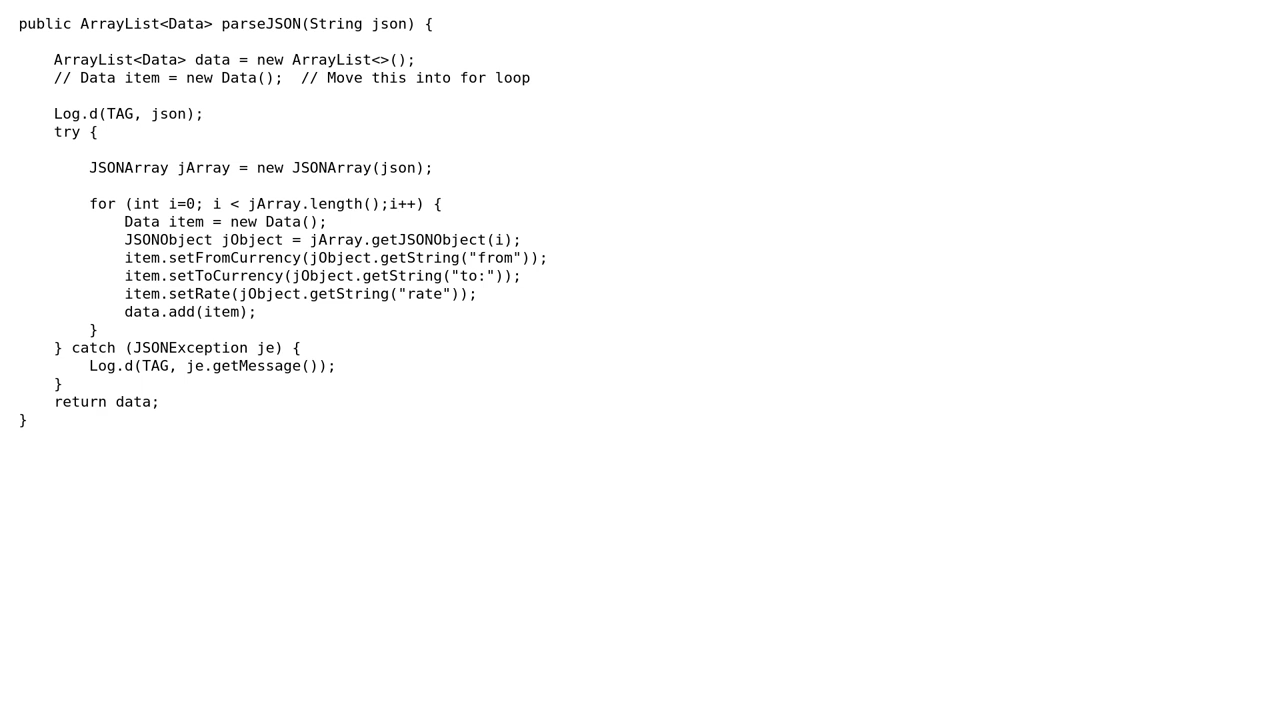 public ArrayList<Data> parseJSON(String json) {
    ArrayList<Data> data = new ArrayList<>();
    // Data item = new Data();  // Move this into for loop
    Log.d(TAG, json);
    try {
        JSONArray jArray = new JSONArray(json);
        for (int i=0; i < jArray.length();i++) {
            Data item = new Data();
            JSONObject jObject = jArray.getJSONObject(i);
            item.setFromCurrency(jObject.getString("from"));
            item.setToCurrency(jObject.getString("to:"));
            item.setRate(jObject.getString("rate"));
            data.add(item);
        }
    } catch (JSONException je) {
        Log.d(TAG, je.getMessage());
    }
    return data;
}